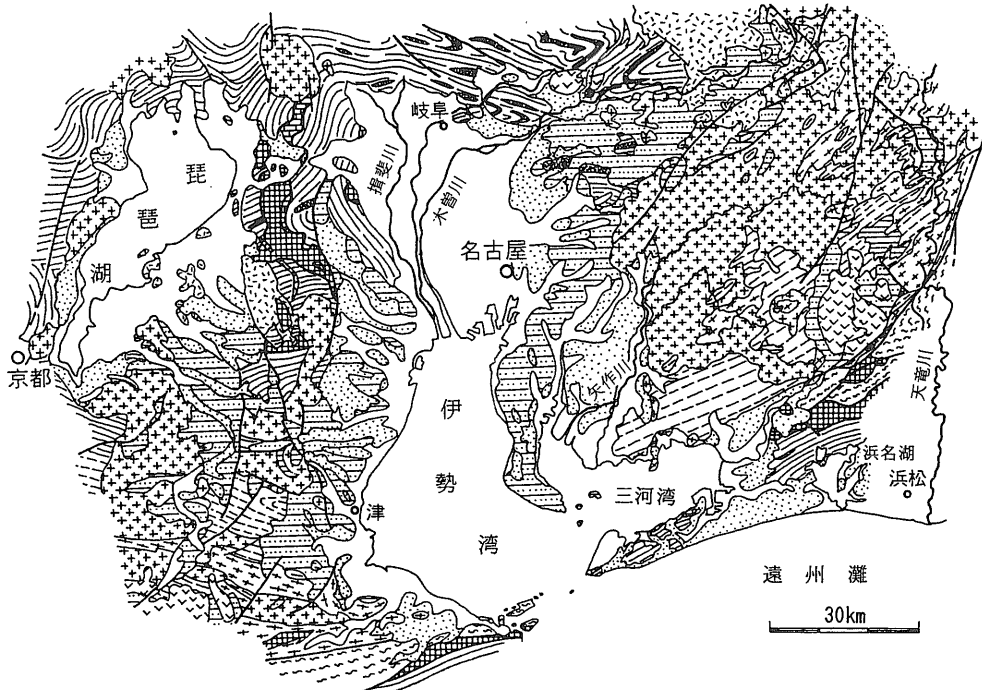 岐阜
揖斐川
木曽川
琵
琶
湖
名古屋
京都
矢作川
伊
勢
湾
津
三河湾
天竜川
浜名湖
浜松
遠州灘
30km